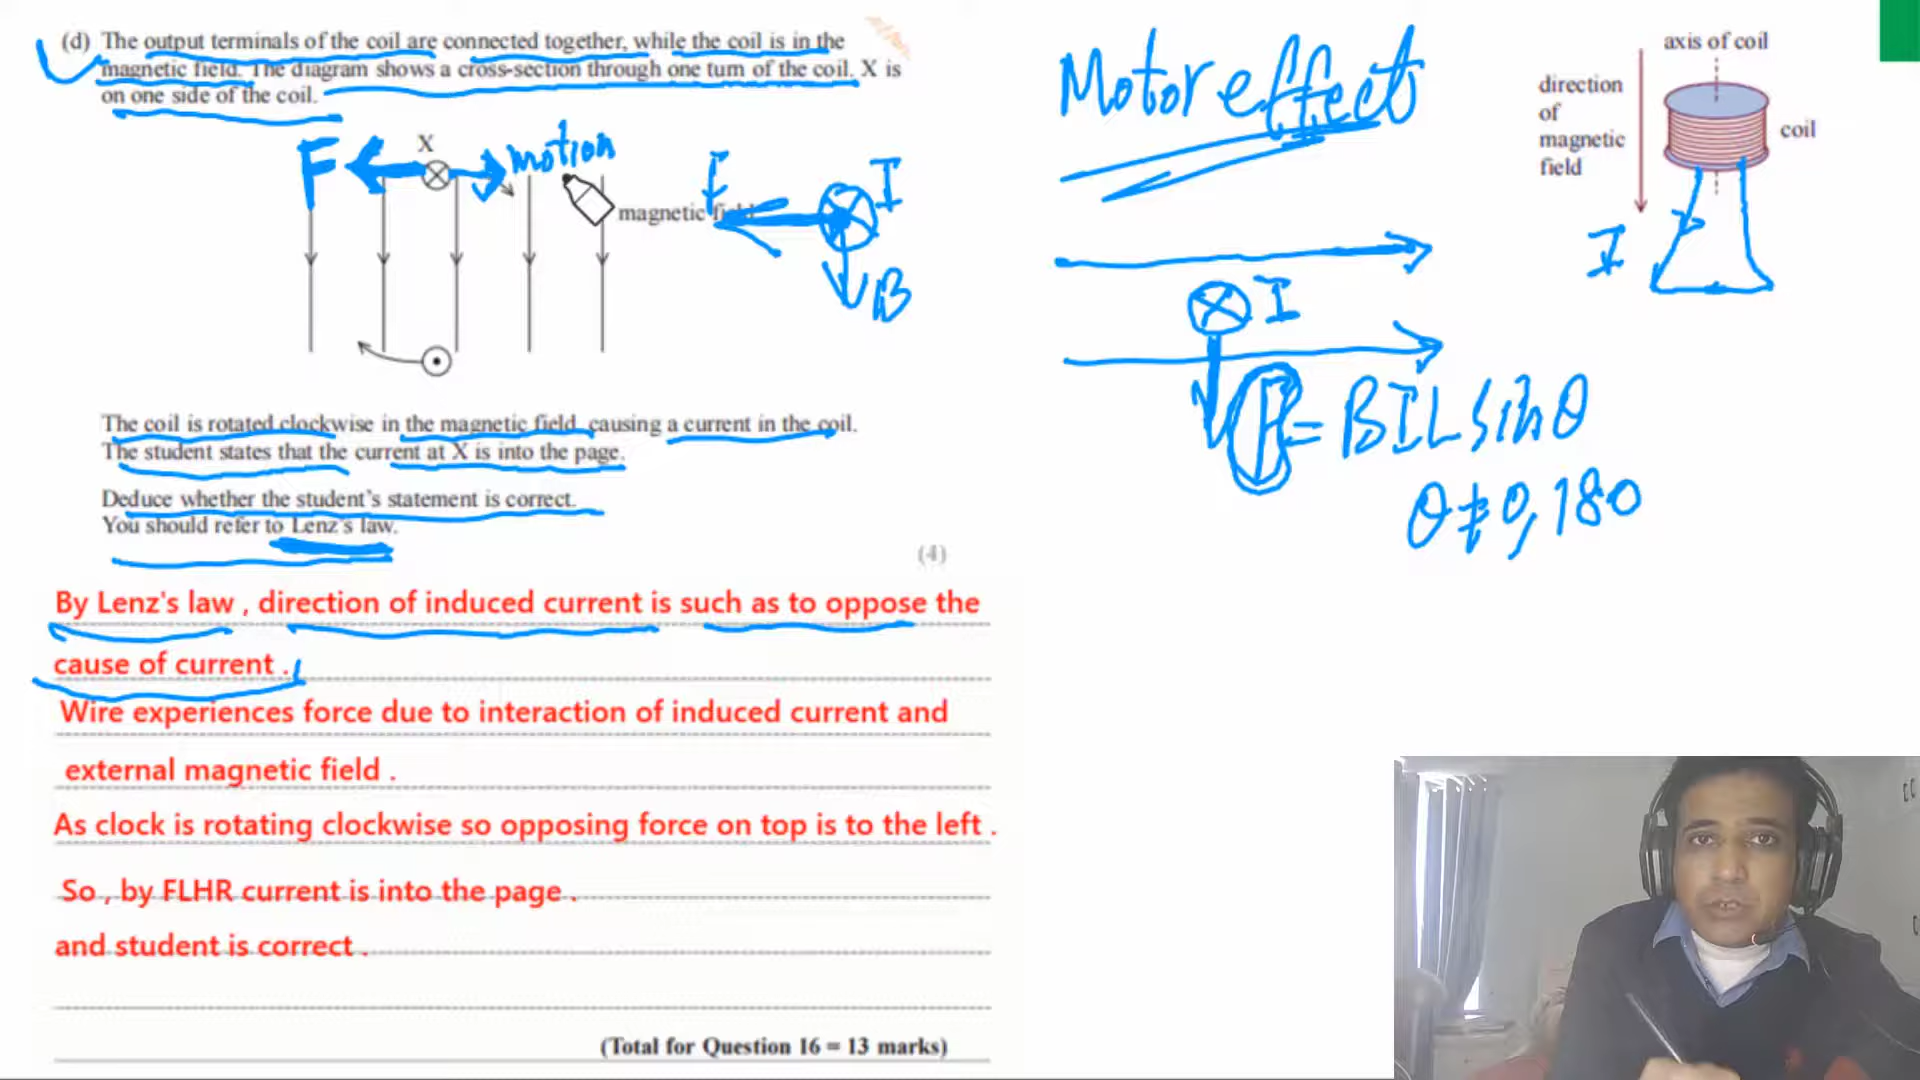 (d) The output terminals of the coil are connected together, while the coil is in the
magnetic field. The diagram shows a cross-section through one turn of the coil. X is
on one side of the coil.
X
F
motion
magnetic
F
I
B
The coil is rotated clockwise in the magnetic field, causing a current in the coil.
The student states that the current at X is into the page.
Deduce whether the student's statement is correct.
You should refer to Lenz's law.
(4)
By Lenz's law , direction of induced current is such as to oppose the
cause of current .
Wire experiences force due to interaction of induced current and
external magnetic field .
As clock is rotating clockwise so opposing force on top is to the left .
So , by FLHR current is into the page .
and student is correct .
(Total for Question 16 = 13 marks)
Motor effect
I
F = BIL sin θ
θ ≠ 0, 180
axis of coil
direction
of
magnetic
field
coil
I